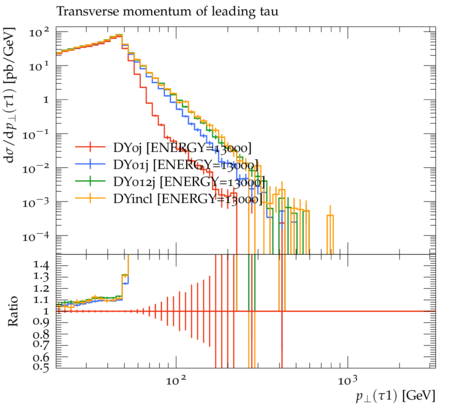 Transverse momentum of leading tau
dσ/dp⊥(τ1) [pb/GeV]
10²
10¹
1
10⁻¹
10⁻²
10⁻³
10⁻⁴
DY0j [ENERGY=13000]
DY01j [ENERGY=13000]
DY012j [ENERGY=13000]
DYincl [ENERGY=13000]
Ratio
1.4
1.3
1.2
1.1
1
0.9
0.8
0.7
0.6
0.5
10² 10³
p⊥(τ1) [GeV]